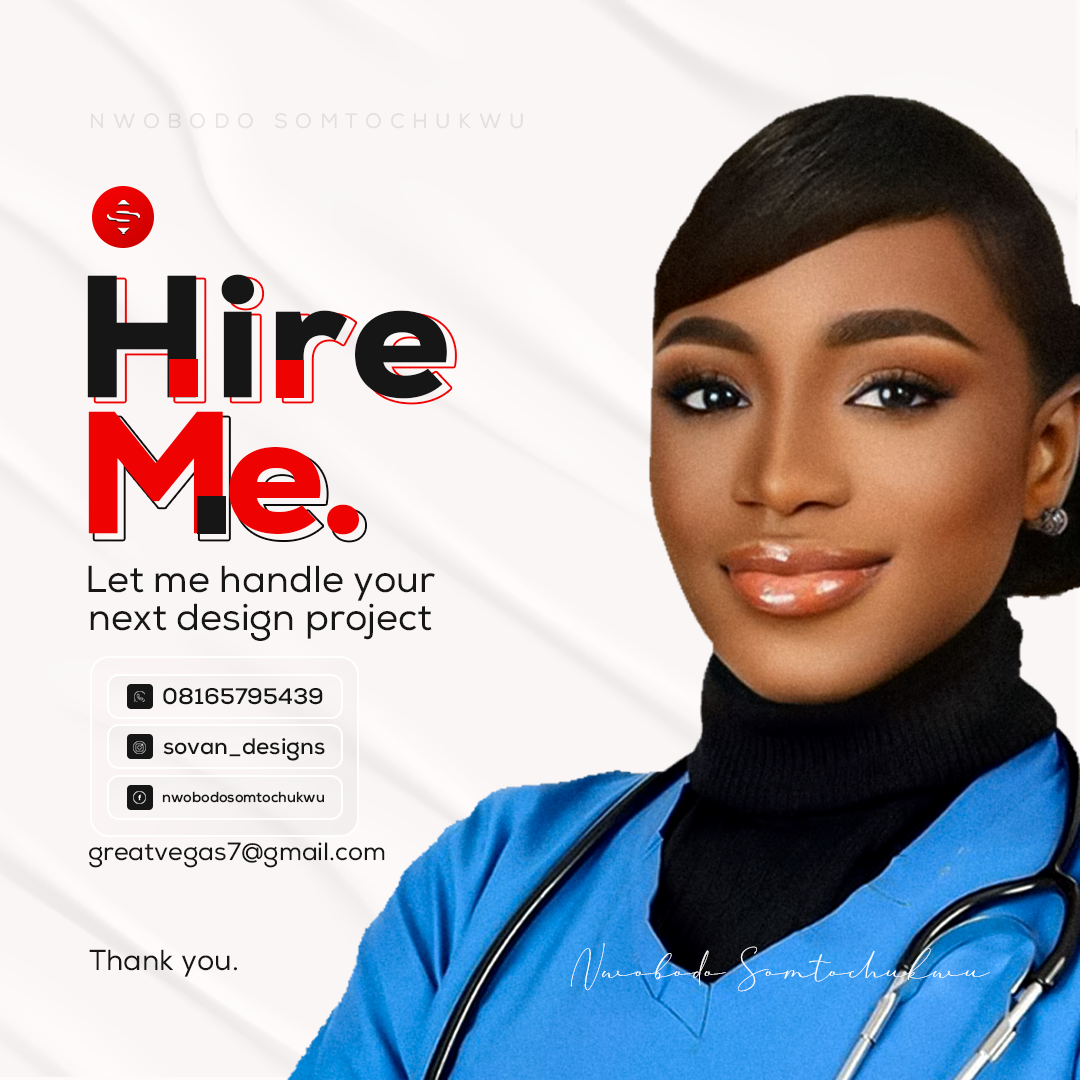 NWOBODO SOMTOCHUKWU
Hire
Me.
Let me handle your
next design project
08165795439
sovan_designs
nwobodosomtochukwu
greatvegas7@gmail.com
Thank you.
Nwobodo Somtochukwu